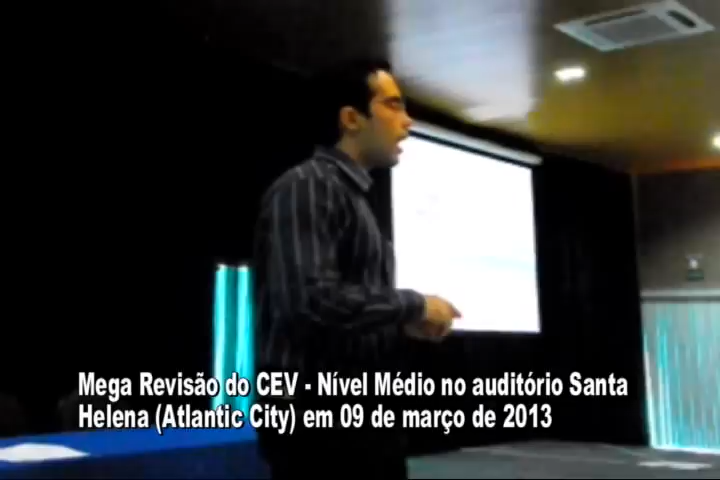 Mega Revisão do CEV - Nível Médio no auditório Santa
Helena (Atlantic City) em 09 de março de 2013